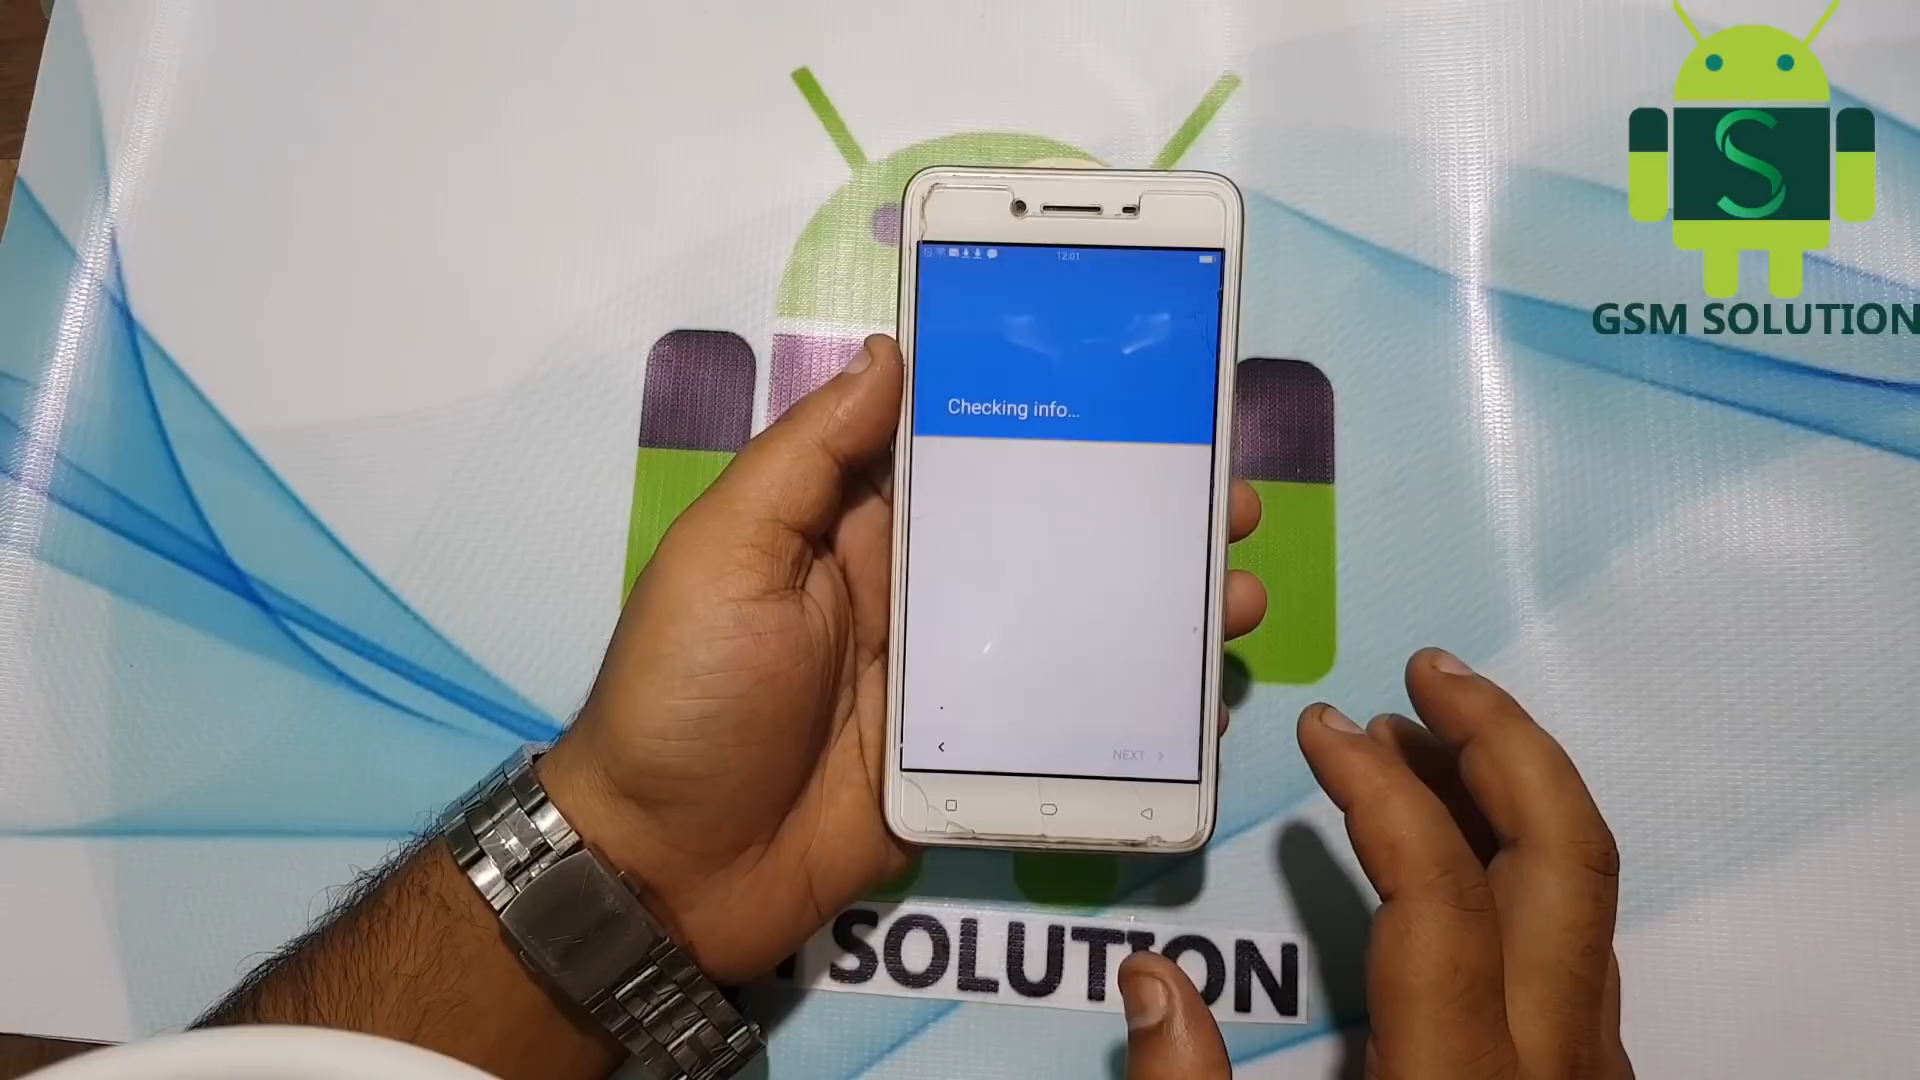 GSM SOLUTION
12:01
Checking info...
NEXT
SOLUTION